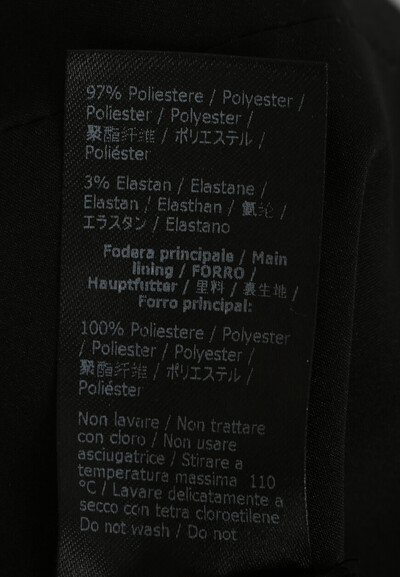 97% Poliestere / Polyester /
Poliester / Polyester /
聚酯纤维 / ポリエステル /
Poliéster
3% Elastan / Elastane /
Elastan / Elasthan / 氨纶 /
エラスタン / Elastano
Fodera principale / Main
lining / FORRO /
Hauptfutter / 里料 / 裏生地 /
Forro principal:
100% Poliestere / Polyester
/ Poliester / Polyester /
聚酯纤维 / ポリエステル /
Poliéster
Non lavare / Non trattare
con cloro / Non usare
asciugatrice / Stirare a
temperatura massima 110
°C / Lavare delicatamente a
secco con tetra cloroetilene
Do not wash / Do not